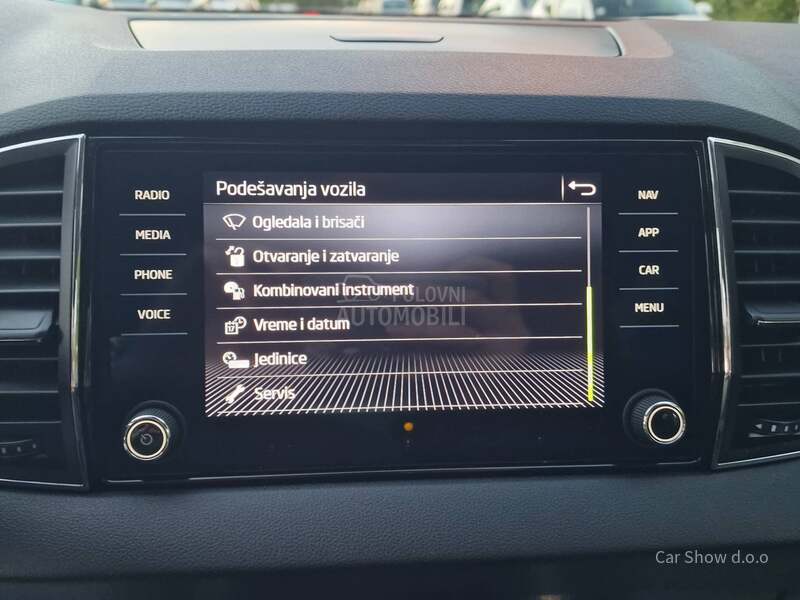 RADIO
MEDIA
PHONE
VOICE
Podešavanja vozila
Ogledala i brisači
Otvaranje i zatvaranje
Kombinovani instrument
Vreme i datum
Jedinice
Servis
NAV
APP
CAR
MENU
POLOVNI
AUTOMOBILI
Car Show d.o.o